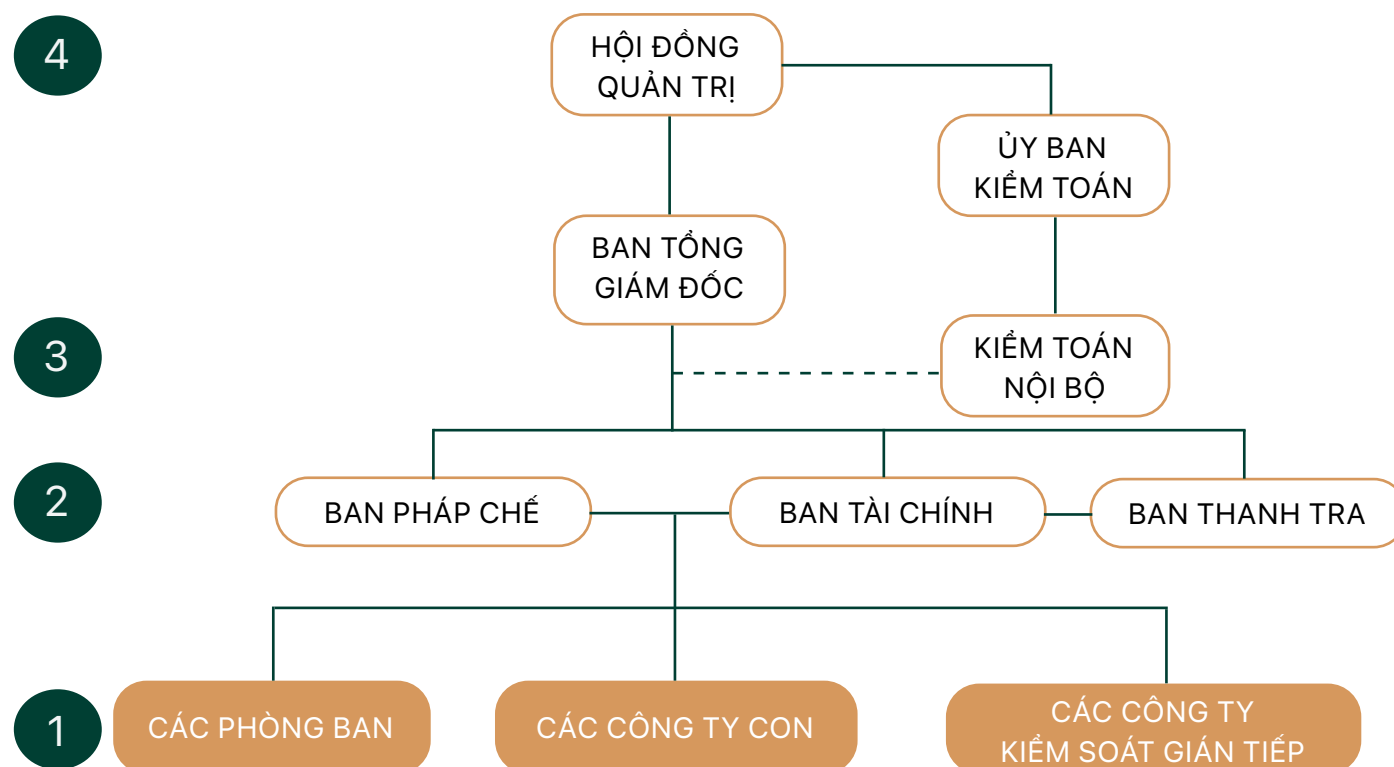 4
HỘI ĐỒNG
QUẢN TRỊ
ỦY BAN
KIỂM TOÁN
BAN TỔNG
GIÁM ĐỐC
3
KIỂM TOÁN
NỘI BỘ
2
BAN PHÁP CHẾ
BAN TÀI CHÍNH
BAN THANH TRA
1
CÁC PHÒNG BAN
CÁC CÔNG TY CON
CÁC CÔNG TY
KIỂM SOÁT GIÁN TIẾP